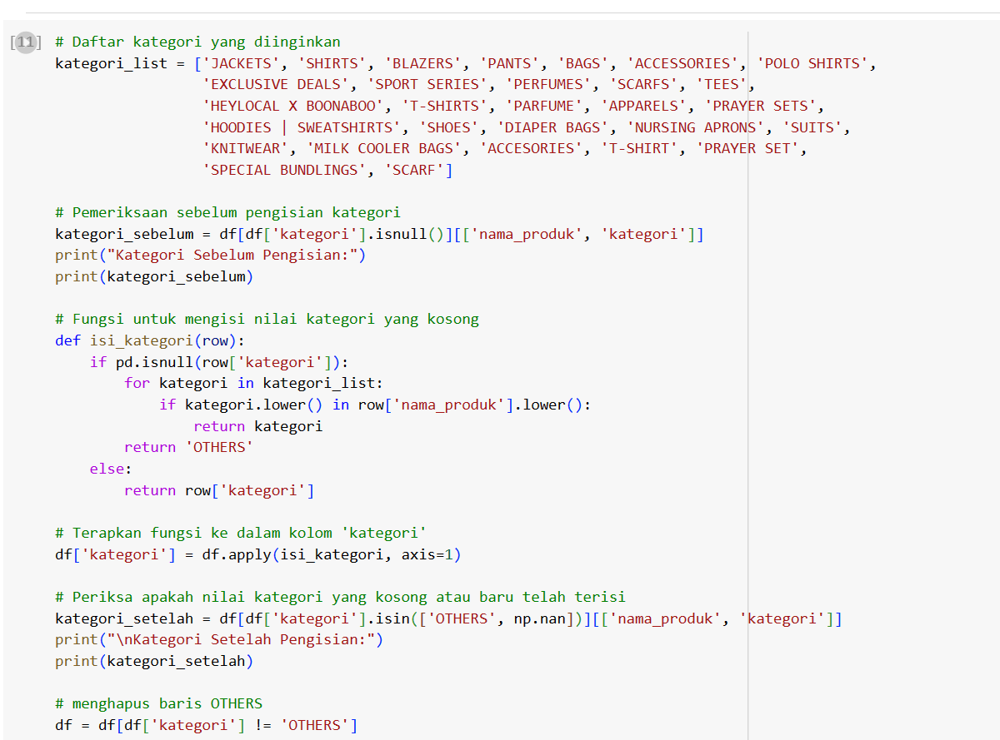 [11] # Daftar kategori yang diinginkan
kategori_list = ['JACKETS', 'SHIRTS', 'BLAZERS', 'PANTS', 'BAGS', 'ACCESSORIES', 'POLO SHIRTS',
                 'EXCLUSIVE DEALS', 'SPORT SERIES', 'PERFUMES', 'SCARFS', 'TEES',
                 'HEYLOCAL X BOONABOO', 'T-SHIRTS', 'PARFUME', 'APPARELS', 'PRAYER SETS',
                 'HOODIES | SWEATSHIRTS', 'SHOES', 'DIAPER BAGS', 'NURSING APRONS', 'SUITS',
                 'KNITWEAR', 'MILK COOLER BAGS', 'ACCESORIES', 'T-SHIRT', 'PRAYER SET',
                 'SPECIAL BUNDLINGS', 'SCARF']

# Pemeriksaan sebelum pengisian kategori
kategori_sebelum = df[df['kategori'].isnull()][['nama_produk', 'kategori']]
print("Kategori Sebelum Pengisian:")
print(kategori_sebelum)

# Fungsi untuk mengisi nilai kategori yang kosong
def isi_kategori(row):
    if pd.isnull(row['kategori']):
        for kategori in kategori_list:
            if kategori.lower() in row['nama_produk'].lower():
                return kategori
        return 'OTHERS'
    else:
        return row['kategori']

# Terapkan fungsi ke dalam kolom 'kategori'
df['kategori'] = df.apply(isi_kategori, axis=1)

# Periksa apakah nilai kategori yang kosong atau baru telah terisi
kategori_setelah = df[df['kategori'].isin(['OTHERS', np.nan])][['nama_produk', 'kategori']]
print("\nKategori Setelah Pengisian:")
print(kategori_setelah)

# menghapus baris OTHERS
df = df[df['kategori'] != 'OTHERS']